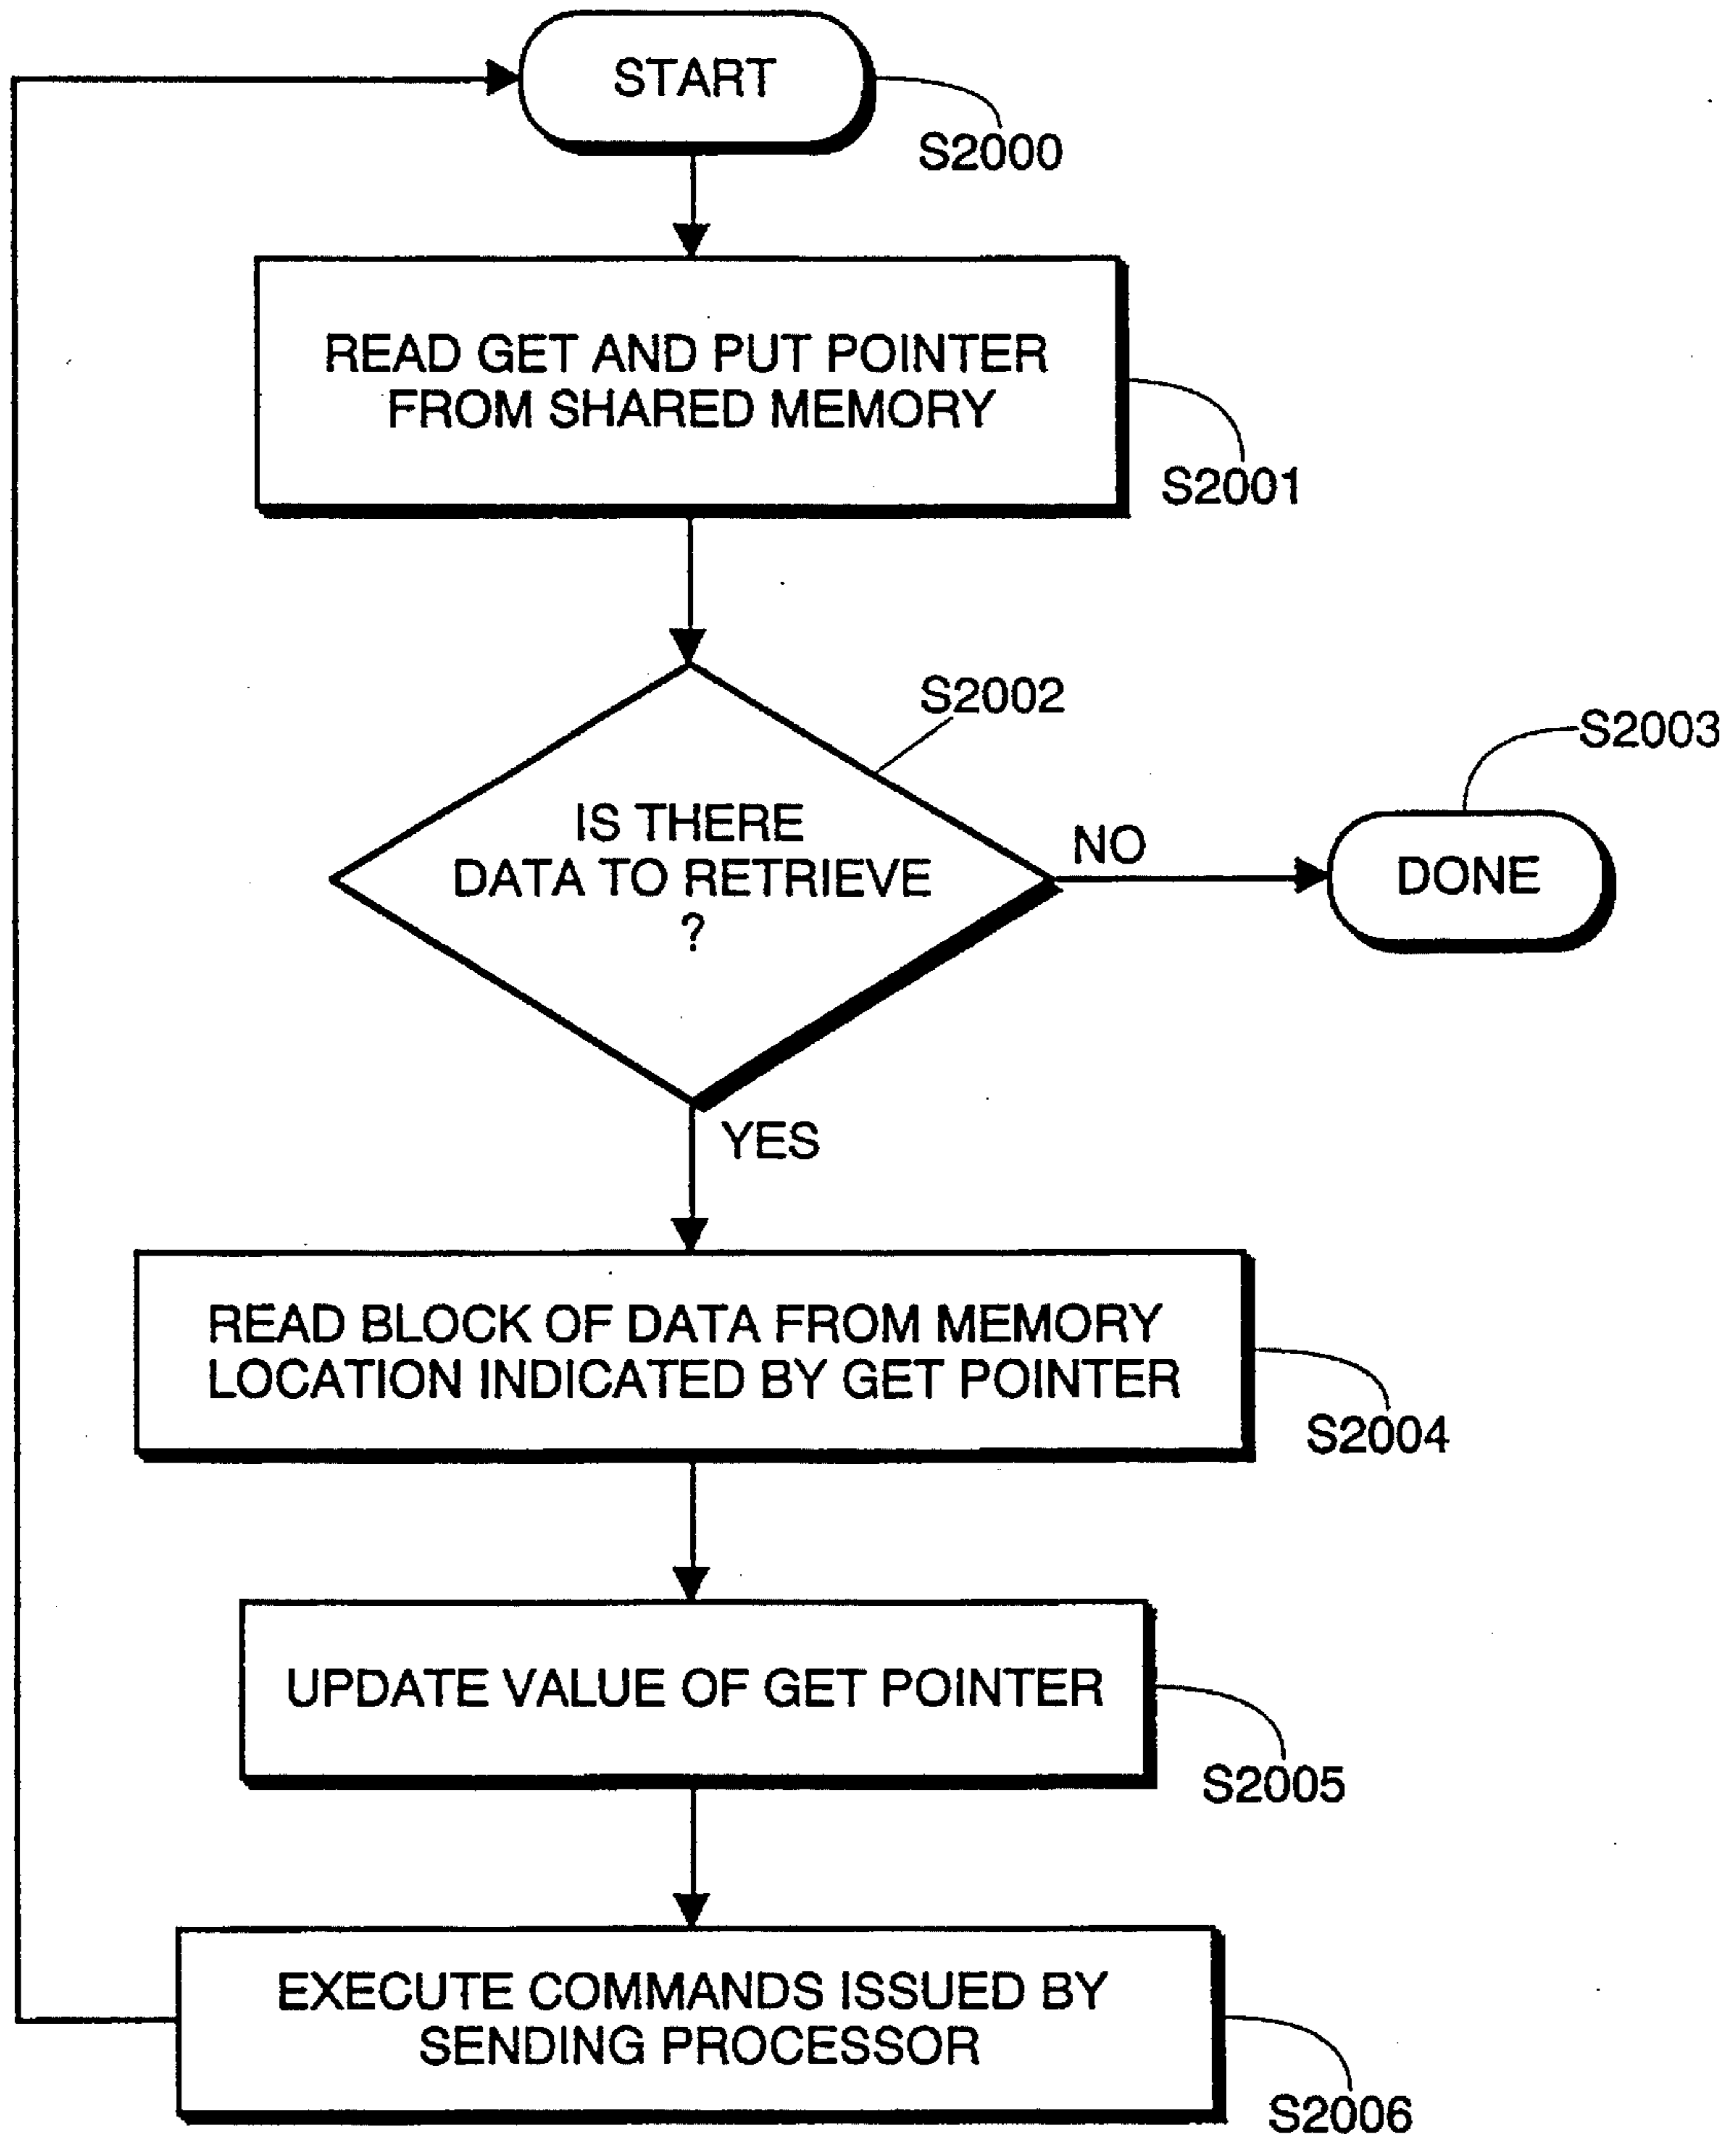 START
S2000
READ GET AND PUT POINTER
FROM SHARED MEMORY
S2001
S2002
S2003
IS THERE
DATA TO RETRIEVE
?
NO
DONE
YES
READ BLOCK OF DATA FROM MEMORY
LOCATION INDICATED BY GET POINTER
S2004
UPDATE VALUE OF GET POINTER
S2005
EXECUTE COMMANDS ISSUED BY
SENDING PROCESSOR
S2006